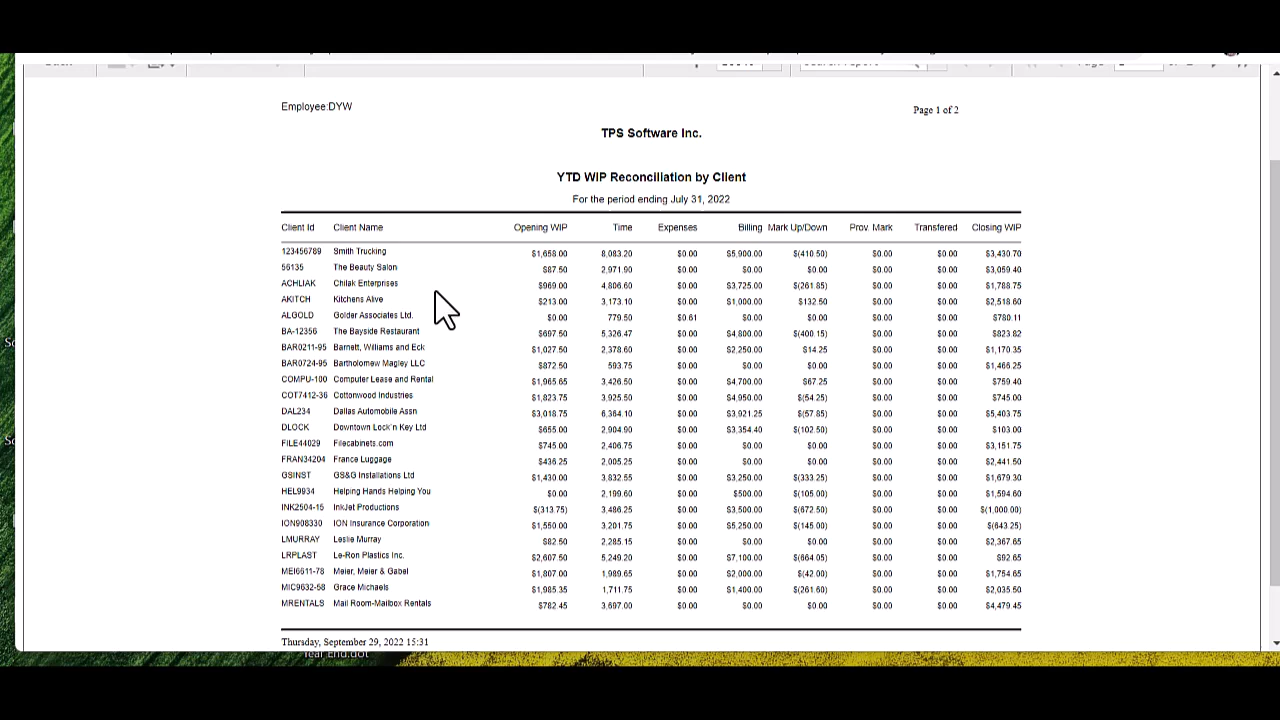 Employee:DYW
Page 1 of 2
TPS Software Inc.
YTD WIP Reconciliation by Client
For the period ending July 31, 2022
Client Id Client Name Opening WIP Time Expenses Billing Mark Up/Down Prov. Mark Transfered Closing WIP
123456789 Smith Trucking $1,658.00 8,083.20 $0.00 $5,900.00 $(410.50) $0.00 $0.00 $3,430.70
56135 The Beauty Salon $87.50 2,971.90 $0.00 $0.00 $0.00 $0.00 $0.00 $3,059.40
ACHLIAK Chilak Enterprises $969.00 4,806.60 $0.00 $3,725.00 $(261.85) $0.00 $0.00 $1,788.75
AKITCH Kitchens Alive $213.00 3,173.10 $0.00 $1,000.00 $132.50 $0.00 $0.00 $2,518.60
ALGOLD Golder Associates Ltd. $0.00 779.50 $0.61 $0.00 $0.00 $0.00 $0.00 $780.11
BA-12356 The Bayside Restaurant $697.50 5,326.47 $0.00 $4,800.00 $(400.15) $0.00 $0.00 $823.82
BAR0211-95 Barnett, Williams and Eck $1,027.50 2,378.60 $0.00 $2,250.00 $14.25 $0.00 $0.00 $1,170.35
BAR0724-95 Bartholomew Magley LLC $872.50 593.75 $0.00 $0.00 $0.00 $0.00 $0.00 $1,466.25
COMPU-100 Computer Lease and Rental $1,965.65 3,426.50 $0.00 $4,700.00 $67.25 $0.00 $0.00 $759.40
COT7412-36 Cottonwood Industries $1,823.75 3,925.50 $0.00 $4,950.00 $(54.25) $0.00 $0.00 $745.00
DAL234 Dallas Automobile Assn $3,018.75 6,364.10 $0.00 $3,921.25 $(57.85) $0.00 $0.00 $5,403.75
DLOCK Downtown Lock'n Key Ltd $655.00 2,904.90 $0.00 $3,354.40 $(102.50) $0.00 $0.00 $103.00
FILE44029 Filecabinets.com $745.00 2,406.75 $0.00 $0.00 $0.00 $0.00 $0.00 $3,151.75
FRAN34204 France Luggage $436.25 2,005.25 $0.00 $0.00 $0.00 $0.00 $0.00 $2,441.50
GSINST GS&G Installations Ltd $1,430.00 3,832.55 $0.00 $3,250.00 $(333.25) $0.00 $0.00 $1,679.30
HEL9934 Helping Hands Helping You $0.00 2,199.60 $0.00 $500.00 $(105.00) $0.00 $0.00 $1,594.60
INK2504-15 InkJet Productions $(313.75) 3,486.25 $0.00 $3,500.00 $(672.50) $0.00 $0.00 $(1,000.00)
ION908330 ION Insurance Corporation $1,550.00 3,201.75 $0.00 $5,250.00 $(145.00) $0.00 $0.00 $(643.25)
LMURRAY Leslie Murray $82.50 2,285.15 $0.00 $0.00 $0.00 $0.00 $0.00 $2,367.65
LRPLAST Le-Ron Plastics Inc. $2,607.50 5,249.20 $0.00 $7,100.00 $(664.05) $0.00 $0.00 $92.65
MEI6611-78 Meier, Meier & Gabel $1,807.00 1,989.65 $0.00 $2,000.00 $(42.00) $0.00 $0.00 $1,754.65
MIC9632-58 Grace Michaels $1,985.35 1,711.75 $0.00 $1,400.00 $(261.60) $0.00 $0.00 $2,035.50
MRENTALS Mail Room-Mailbox Rentals $782.45 3,697.00 $0.00 $0.00 $0.00 $0.00 $0.00 $4,479.45
Thursday, September 29, 2022 15:31
Year End.dot